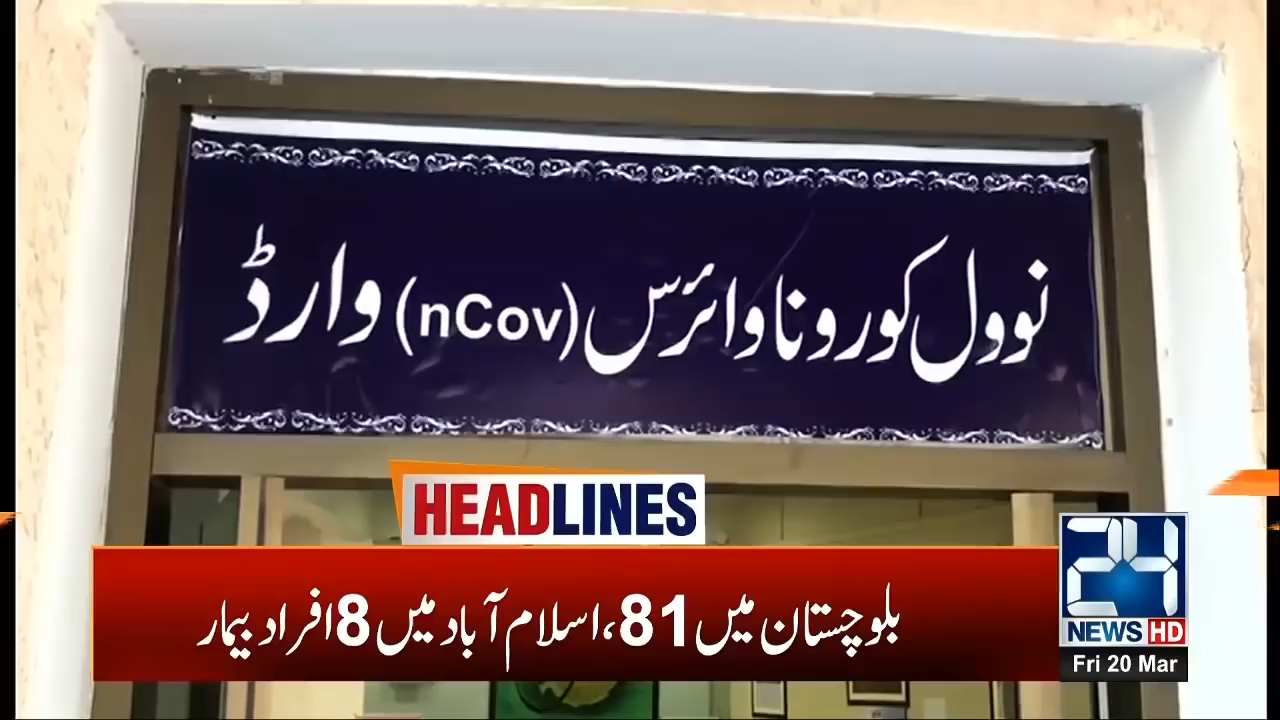 نوول کورونا وائرس (nCov) وارڈ
HEADLINES
بلوچستان میں 81، اسلام آباد میں 8 افراد بیمار
24
NEWS HD
Fri 20 Mar